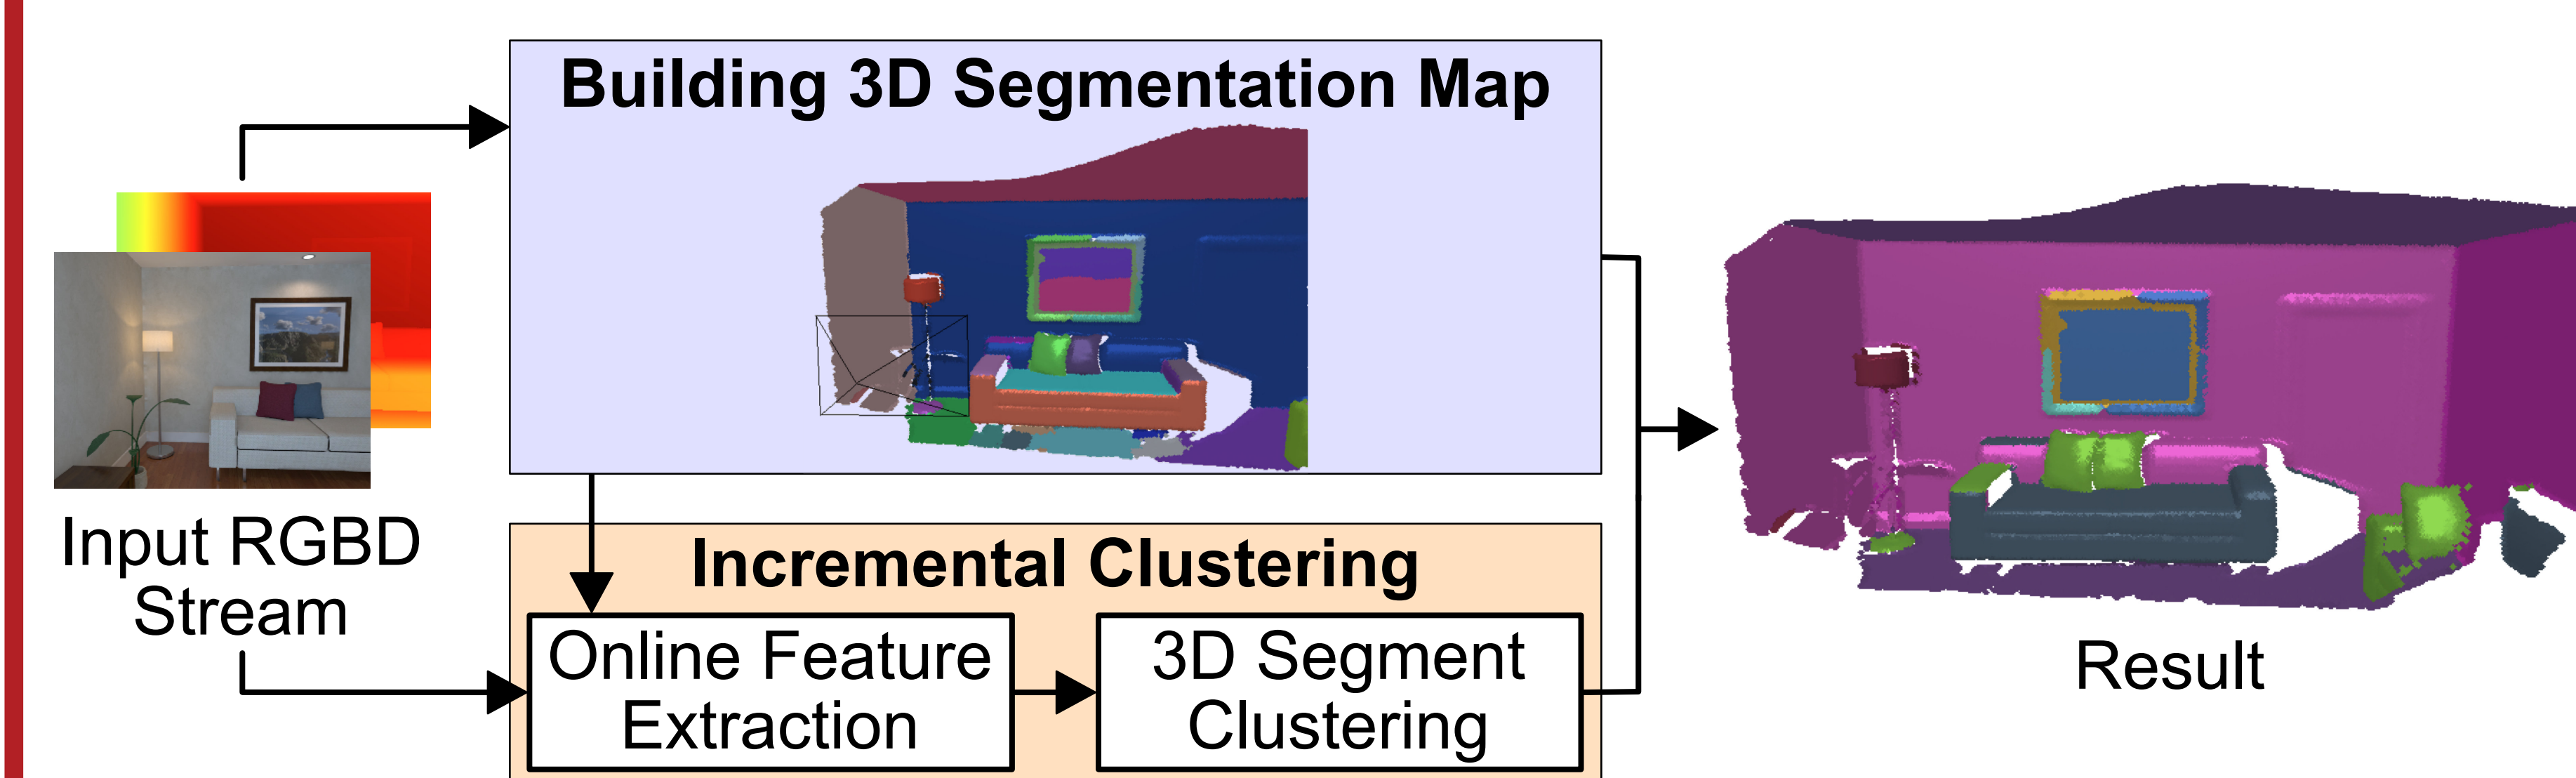 Building 3D Segmentation Map
Input RGBD
Stream
Incremental Clustering
Online Feature
Extraction
3D Segment
Clustering
Result